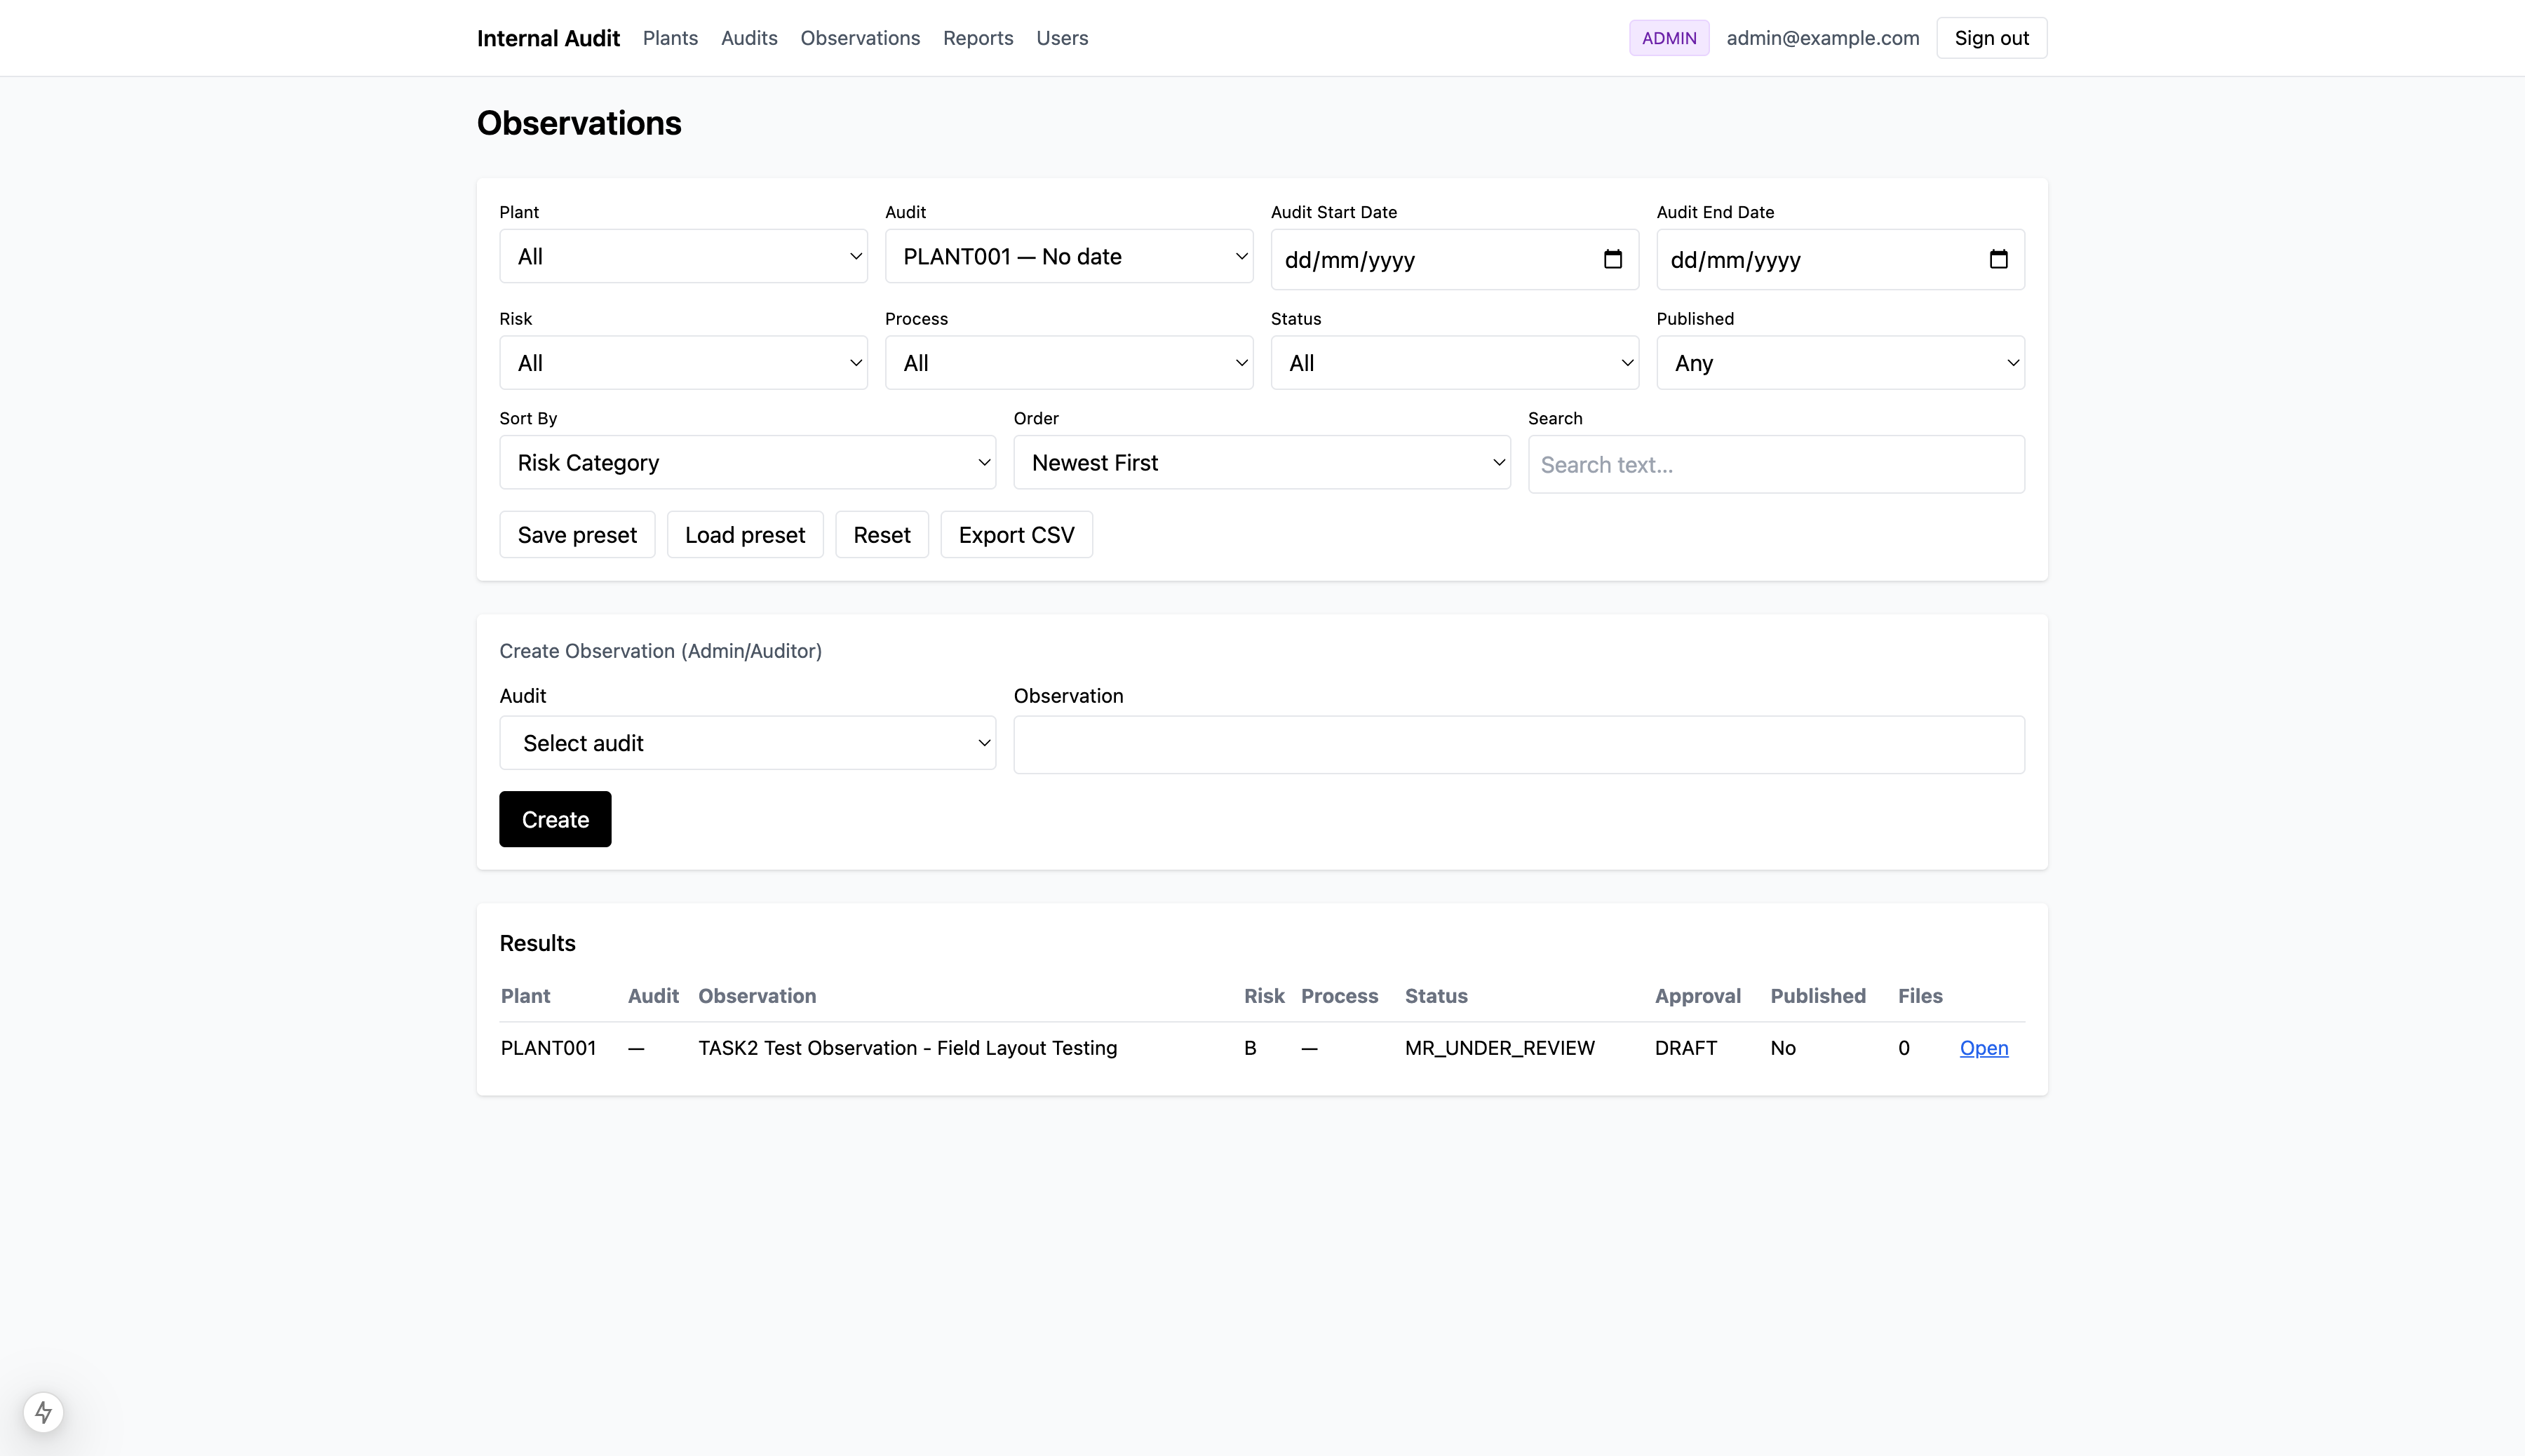 Internal Audit Plants Audits Observations Reports Users ADMIN admin@example.com Sign out
Observations
Plant Audit Audit Start Date Audit End Date
All PLANT001 — No date dd/mm/yyyy dd/mm/yyyy
Risk Process Status Published
All All All Any
Sort By Order Search
Risk Category Newest First Search text...
Save preset Load preset Reset Export CSV
Create Observation (Admin/Auditor)
Audit Observation
Select audit
Create
Results
Plant Audit Observation Risk Process Status Approval Published Files
PLANT001 — TASK2 Test Observation - Field Layout Testing B — MR_UNDER_REVIEW DRAFT No 0 Open